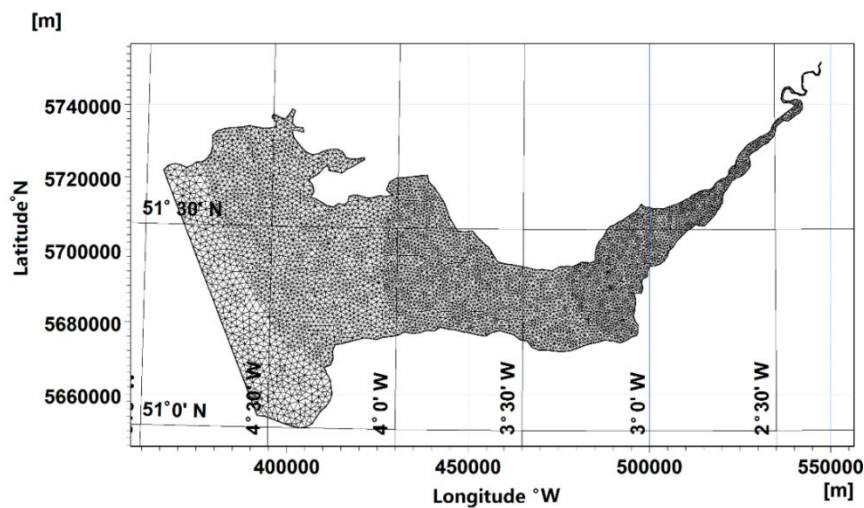 [m]
5740000
5720000
5700000
5680000
5660000
Latitude°N
51° 30' N
51° 0' N
4° 30' W
4° 0' W
3° 30' W
3° 0' W
2° 30' W
400000
450000
500000
550000
[m]
Longitude °W